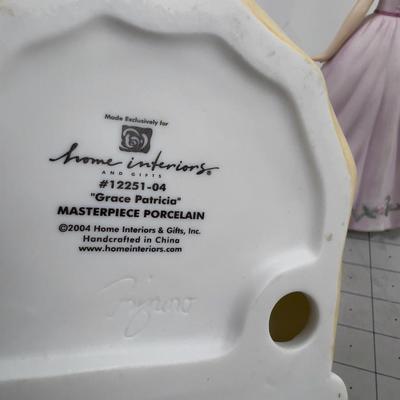 Made Exclusively for
home interiors®
AND GIFTS
#12251-04
"Grace Patricia"
MASTERPIECE PORCELAIN
©2004 Home Interiors & Gifts, Inc.
Handcrafted in China
www.homeinteriors.com